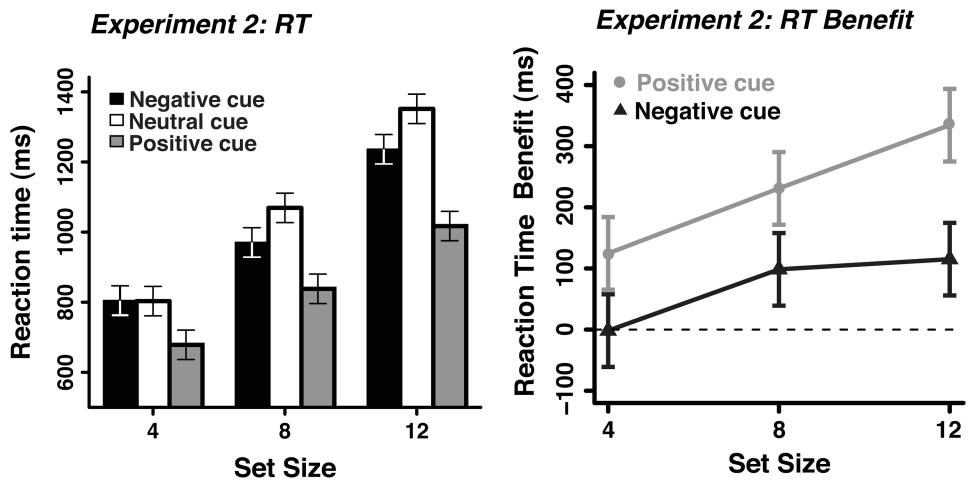 Experiment 2: RT
Reaction time (ms)
1400
1200
1000
800
600
Negative cue
Neutral cue
Positive cue
4 8 12
Set Size
Experiment 2: RT Benefit
Reaction Time Benefit (ms)
400
300
200
100
0
−100
Positive cue
Negative cue
4 8 12
Set Size